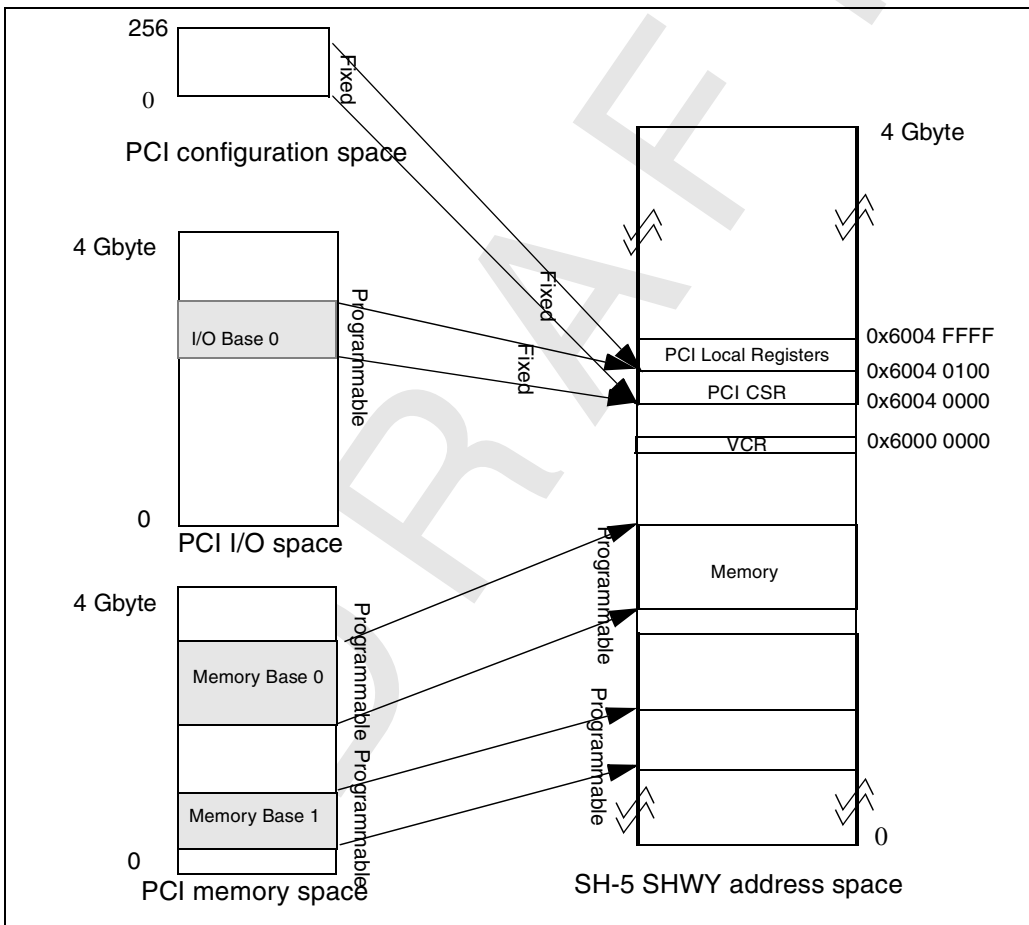 256
Fixed
0
PCI configuration space
4 Gbyte
I/O Base 0
Programmable
Fixed
Fixed
0
PCI I/O space
4 Gbyte
Memory Base 0
Programmable
Memory Base 1
Programmable
0
PCI memory space
Programmable
Programmable
4 Gbyte
PCI Local Registers
0x6004 FFFF
0x6004 0100
PCI CSR
0x6004 0000
VCR
0x6000 0000
Memory
0
SH-5 SHWY address space
DRAFT